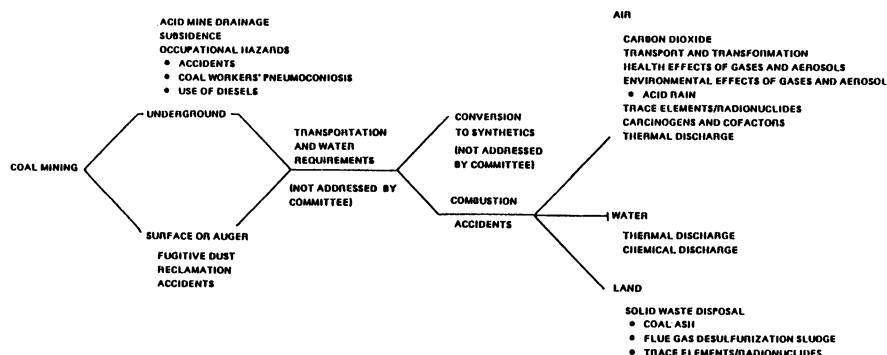 ACID MINE DRAINAGE
SUBSIDENCE
OCCUPATIONAL HAZARDS
• ACCIDENTS
• COAL WORKERS' PNEUMOCONIOSIS
• USE OF DIESELS
UNDERGROUND
COAL MINING
SURFACE OR AUGER
FUGITIVE DUST
RECLAMATION
ACCIDENTS
TRANSPORTATION
AND WATER
REQUIREMENTS
(NOT ADDRESSED BY
COMMITTEE)
CONVERSION
TO SYNTHETICS
(NOT ADDRESSED
BY COMMITTEE)
COMBUSTION
ACCIDENTS
AIR
CARBON DIOXIDE
TRANSPORT AND TRANSFORMATION
HEALTH EFFECTS OF GASES AND AEROSOLS
ENVIRONMENTAL EFFECTS OF GASES AND AEROSOL
• ACID RAIN
TRACE ELEMENTS/RADIONUCLIDES
CARCINOGENS AND COFACTORS
THERMAL DISCHARGE
WATER
THERMAL DISCHARGE
CHEMICAL DISCHARGE
LAND
SOLID WASTE DISPOSAL
• COAL ASH
• FLUE GAS DESULFURIZATION SLUDGE
• TRACE ELEMENTS/RADIONUCLIDES